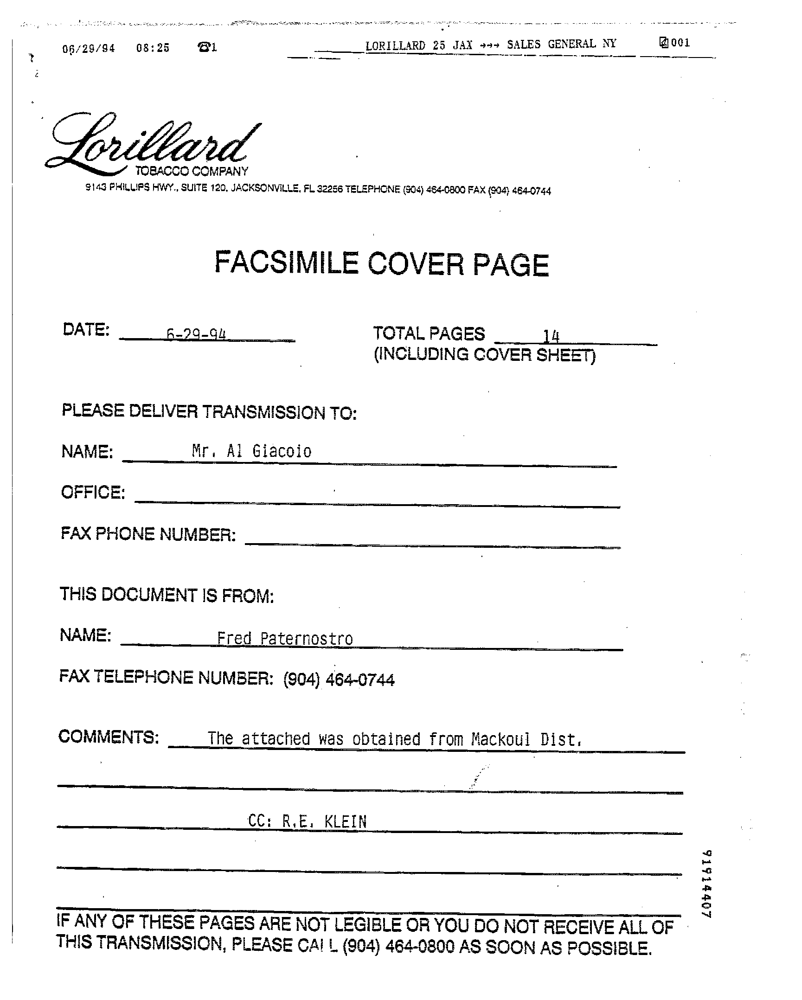 06/29/94 08:25 ☎1 LORILLARD 25 JAX →→→ SALES GENERAL NY 001
Lorillard
TOBACCO COMPANY
9143 PHILLIPS HWY., SUITE 120, JACKSONVILLE, FL 32256 TELEPHONE (904) 464-0800 FAX (904) 464-0744
FACSIMILE COVER PAGE
DATE: 6-29-94 TOTAL PAGES 14
(INCLUDING COVER SHEET)
PLEASE DELIVER TRANSMISSION TO:
NAME: Mr. Al Giacoio
OFFICE:
FAX PHONE NUMBER:
THIS DOCUMENT IS FROM:
NAME: Fred Paternostro
FAX TELEPHONE NUMBER: (904) 464-0744
COMMENTS: The attached was obtained from Mackoul Dist.
CC: R.E. KLEIN
91914407
IF ANY OF THESE PAGES ARE NOT LEGIBLE OR YOU DO NOT RECEIVE ALL OF
THIS TRANSMISSION, PLEASE CALL (904) 464-0800 AS SOON AS POSSIBLE.